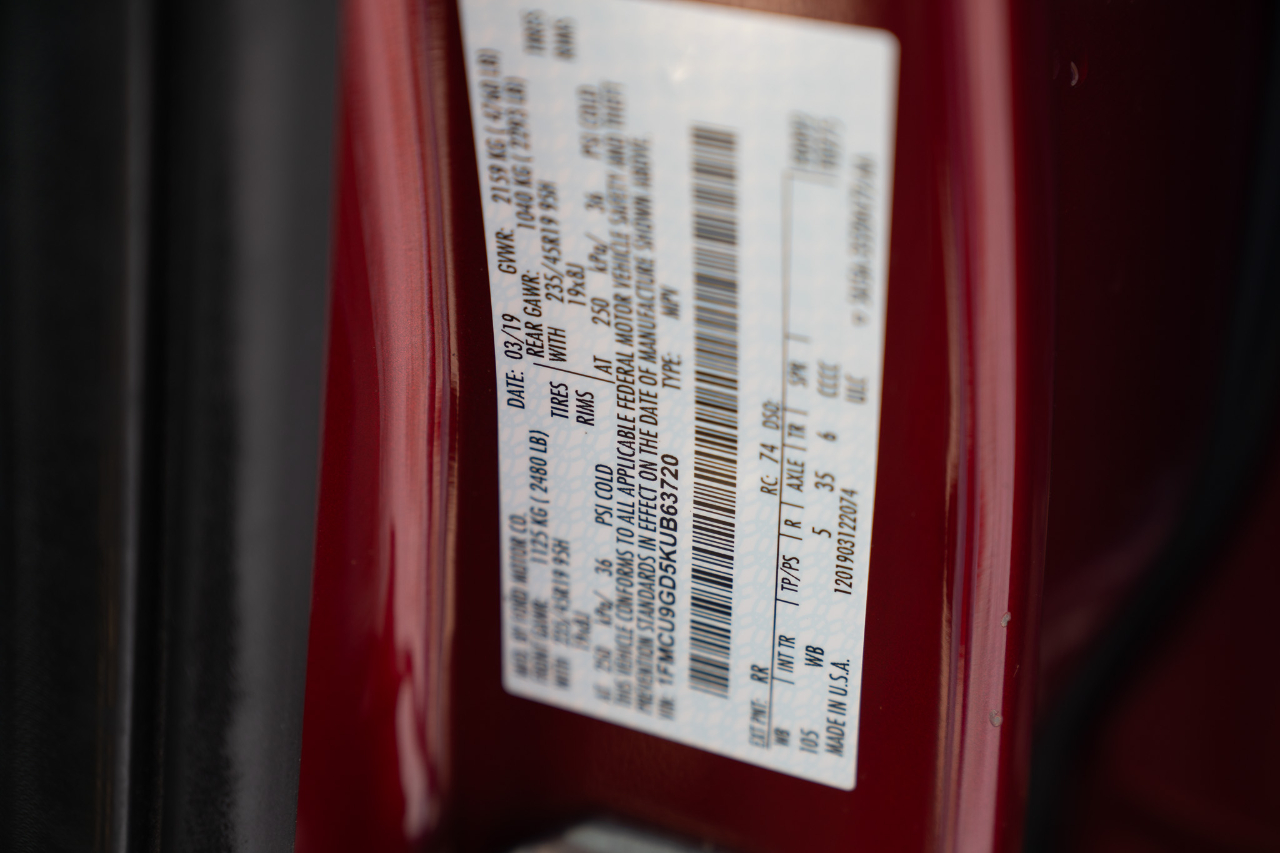 MFD. BY FORD MOTOR CO.
DATE: 03/19 GVWR: 2159 KG ( 4760 LB)
FRONT GAWR: 1125 KG ( 2480 LB)
REAR GAWR: 1040 KG ( 2293 LB)
WITH 235/45R19 95H TIRES WITH 235/45R19 95H
19x8J RIMS 19x8J
AT 250 kPa/ 36 PSI COLD AT 250 kPa/ 36 PSI COLD
THIS VEHICLE CONFORMS TO ALL APPLICABLE FEDERAL MOTOR VEHICLE SAFETY AND THEFT
PREVENTION STANDARDS IN EFFECT ON THE DATE OF MANUFACTURE SHOWN ABOVE.
VIN: 1FMCU9GD5KUB63720 TYPE: MPV
EXT PNT: RR RC: 74 DSO:
WB INT TR TP/PS R AXLE TR SPR
105 WB 5 35 6 CCCC
MADE IN U.S.A. 1201903122074 UUC